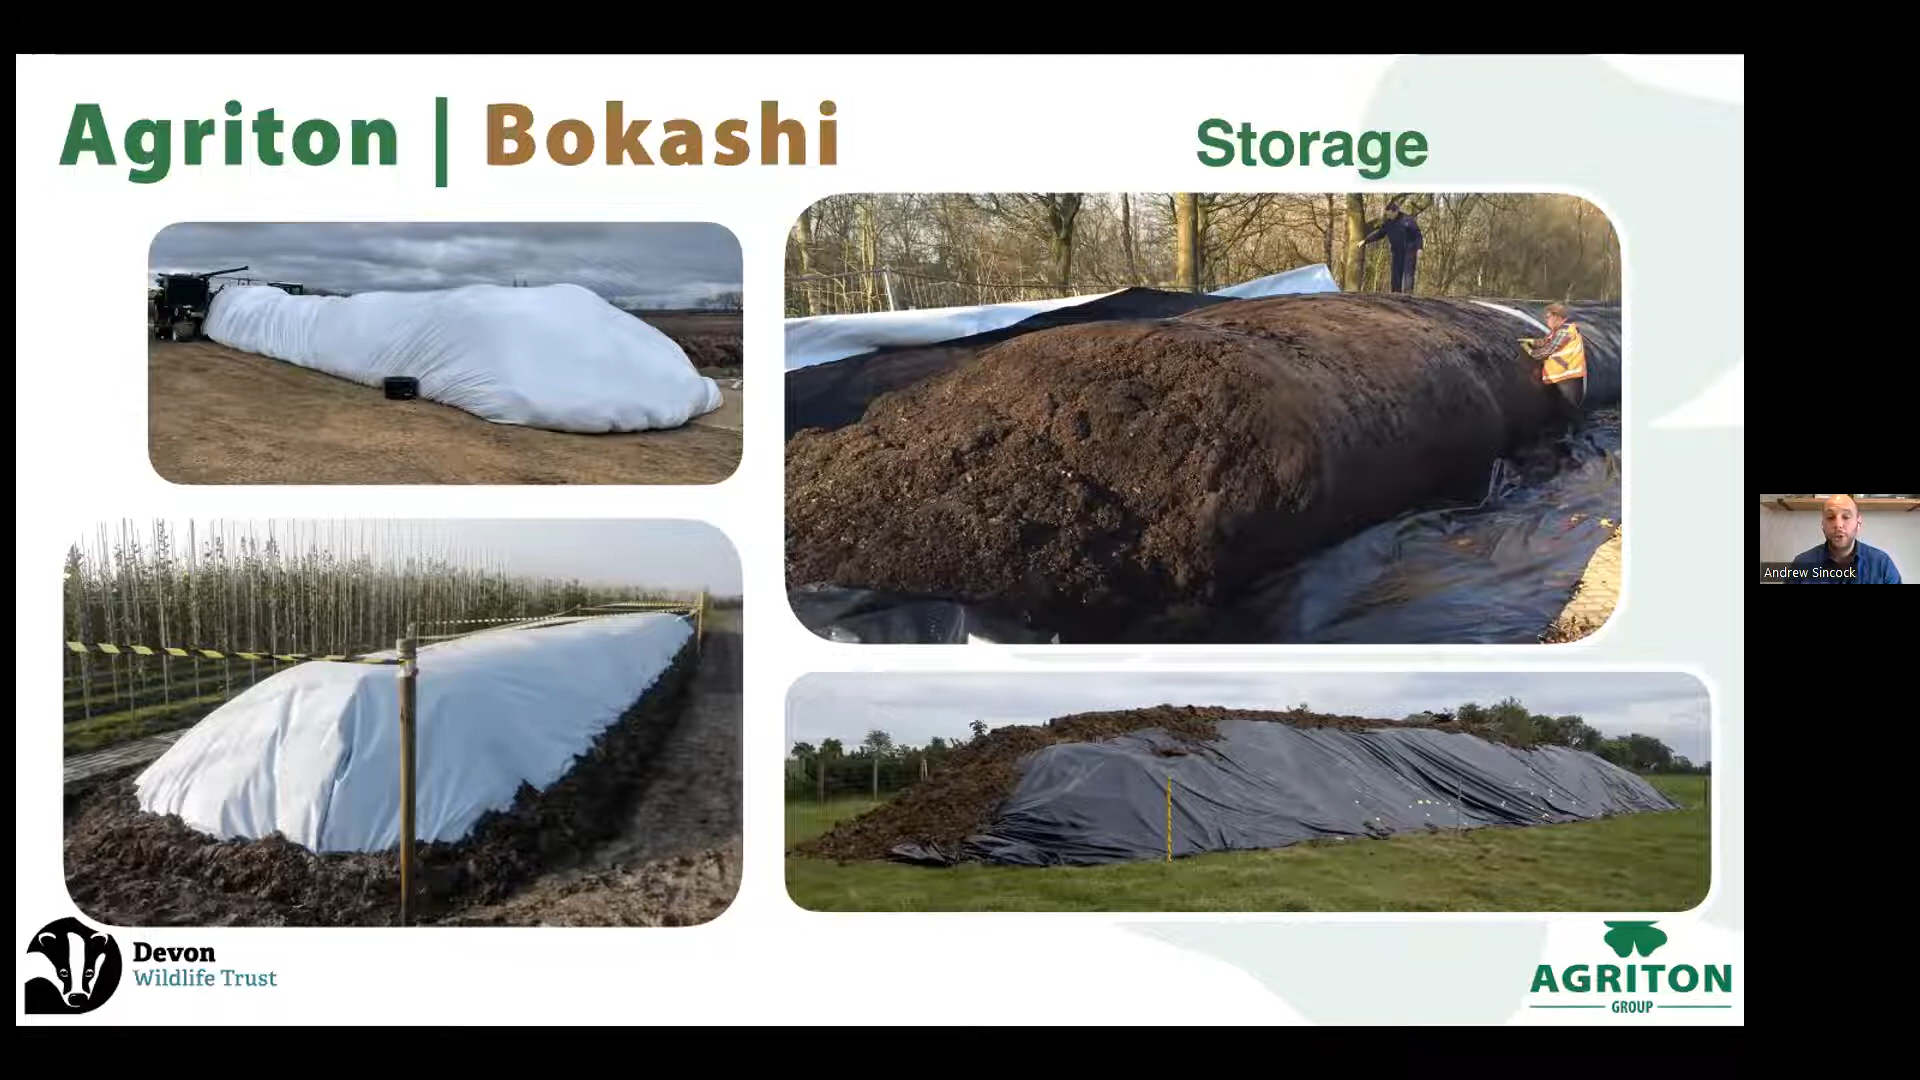 Agriton | Bokashi
Storage
Andrew Sincock
Devon
Wildlife Trust
AGRITON
GROUP